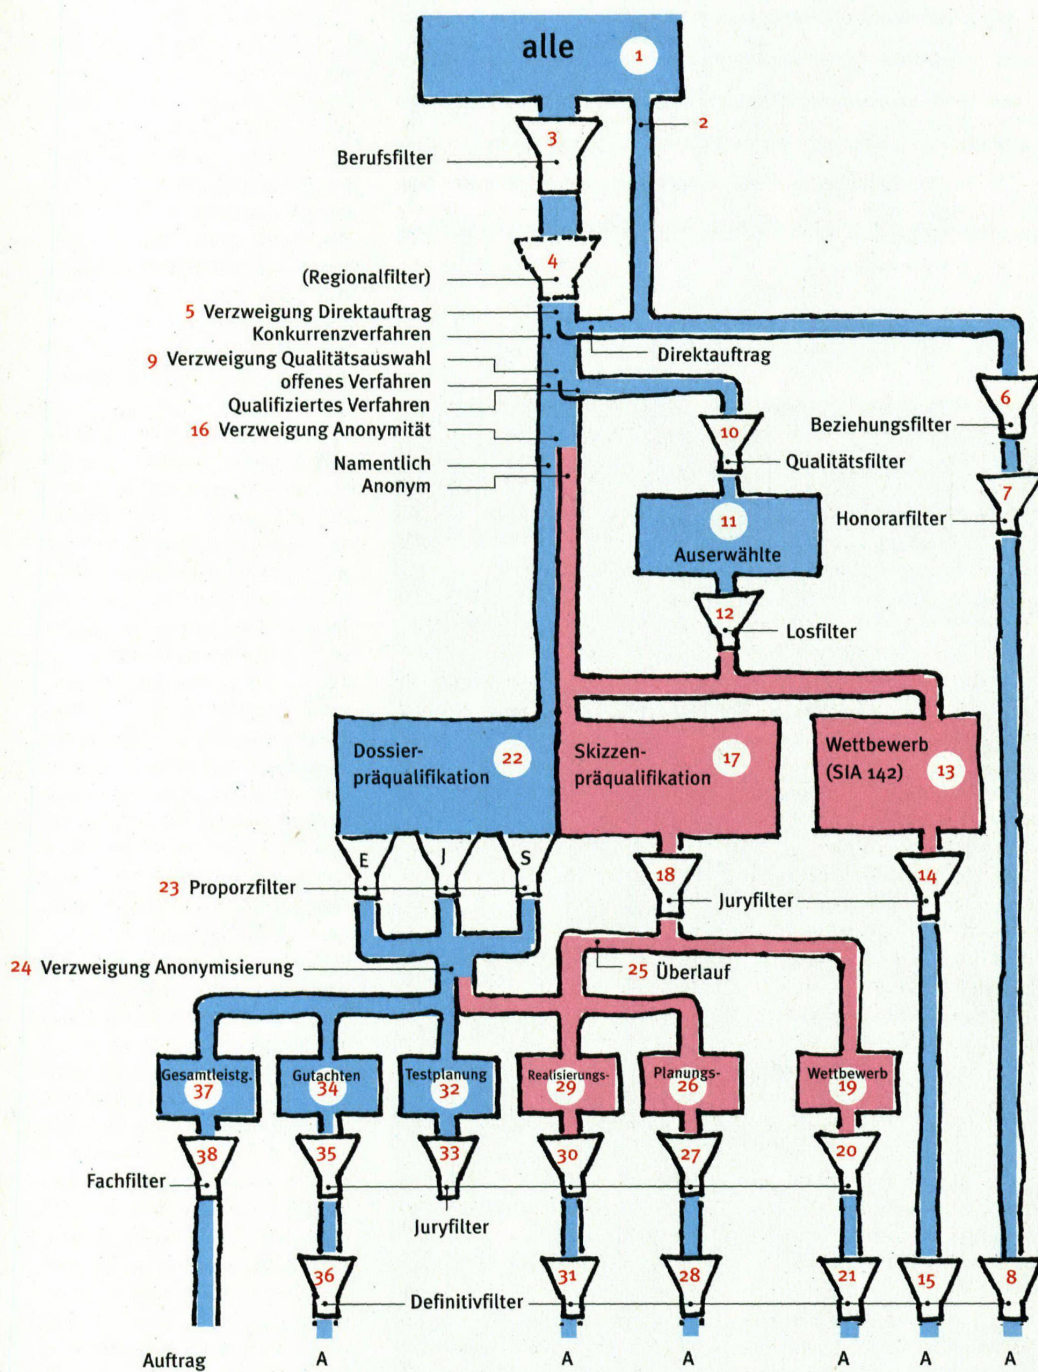 alle
1
2
3
Berufsfilter
4
(Regionalfilter)
5 Verzweigung Direktauftrag
Konkurrenzverfahren
Direktauftrag
9 Verzweigung Qualitätsauswahl
offenes Verfahren
Qualifiziertes Verfahren
16 Verzweigung Anonymität
Namentlich
Anonym
6
Beziehungsfilter
10
Qualitätsfilter
7
Honorarfilter
11
Auserwählte
12
Losfilter
Dossier-
präqualifikation
22
Skizzen-
präqualifikation
17
Wettbewerb
(SIA 142)
13
E
J
S
23 Proporzfilter
18
14
Juryfilter
24 Verzweigung Anonymisierung
25 Überlauf
Gesamtleistg.
37
Gutachten
34
Testplanung
32
Realisierungs-
29
Planungs-
26
Wettbewerb
19
38
35
33
30
27
20
Fachfilter
Juryfilter
36
31
28
21
15
8
Definitivfilter
Auftrag
A
A
A
A
A
A